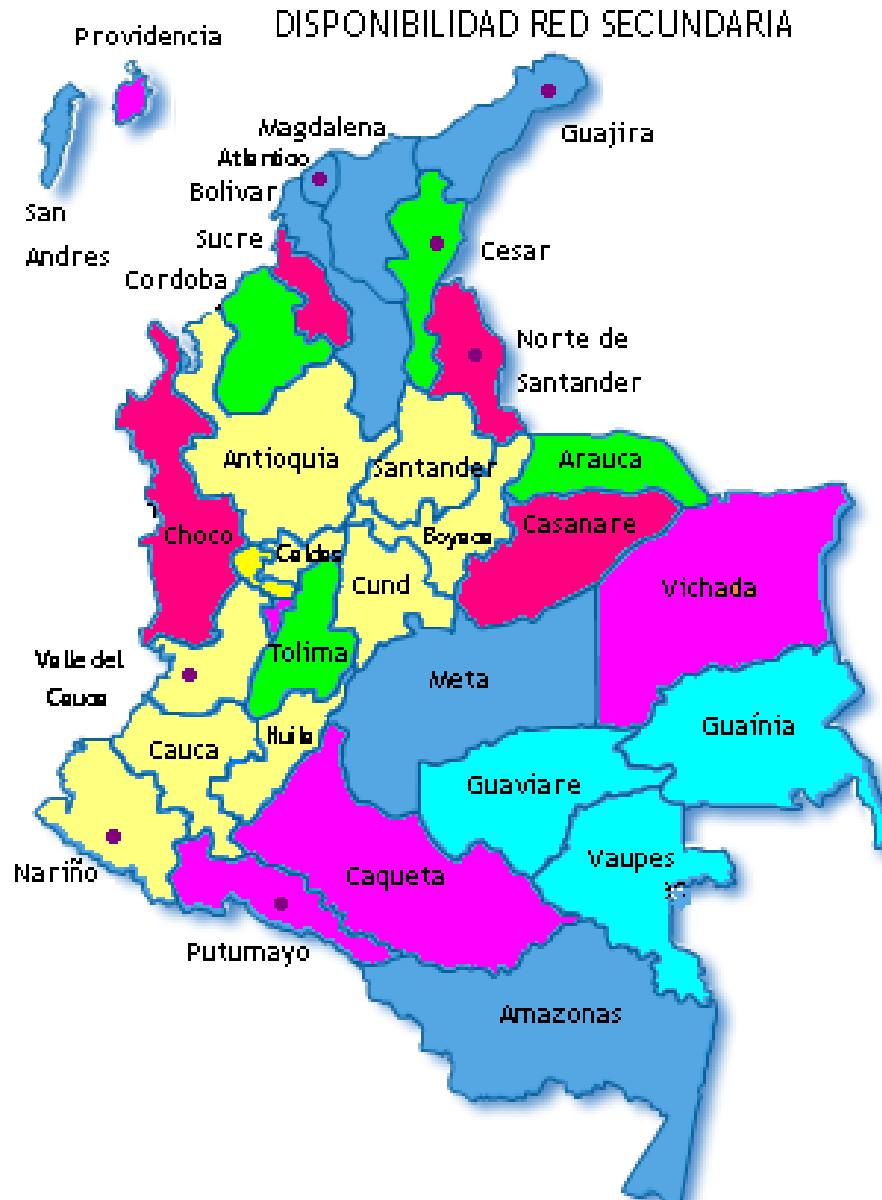 DISPONIBILIDAD RED SECUNDARIA
Providencia
Magdalena
Guajira
Atlantico
Bolivar
San
Andres
Sucre
Cesar
Cordoba
Norte de
Santander
Antioquia
Santander
Arauca
Choco
Casanare
Boyaca
Caldas
Cund
Vichada
Tolima
Valle del
Cauca
Meta
Guaínia
Cauca
Huila
Guaviare
Vaupes
Nariño
Caqueta
Putumayo
Amazonas